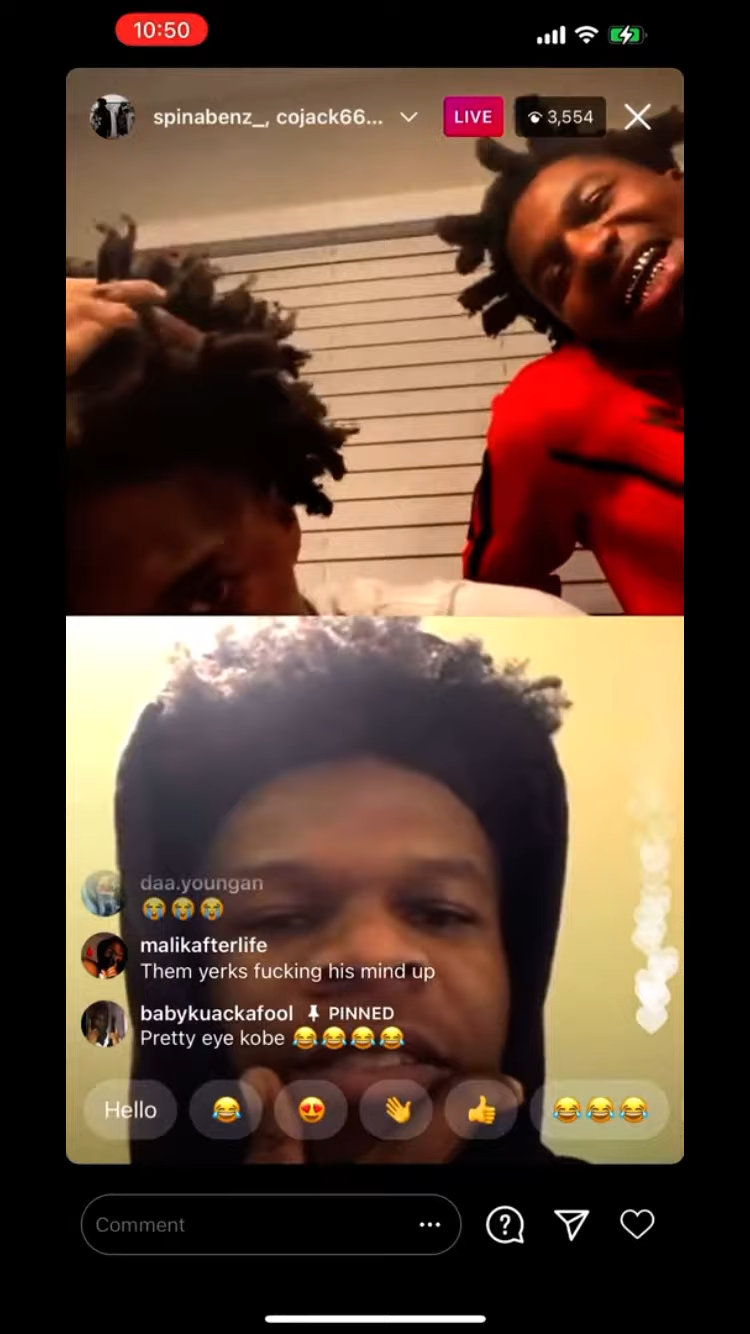 10:50
spinabenz_, cojack66...
LIVE
3,554
daa.youngan
😭😭😭
malikafterlife
Them yerks fucking his mind up
babykuackafool PINNED
Pretty eye kobe 😂😂😂😂
Hello 😂 😍 👋 👍 😂😂😂
Comment